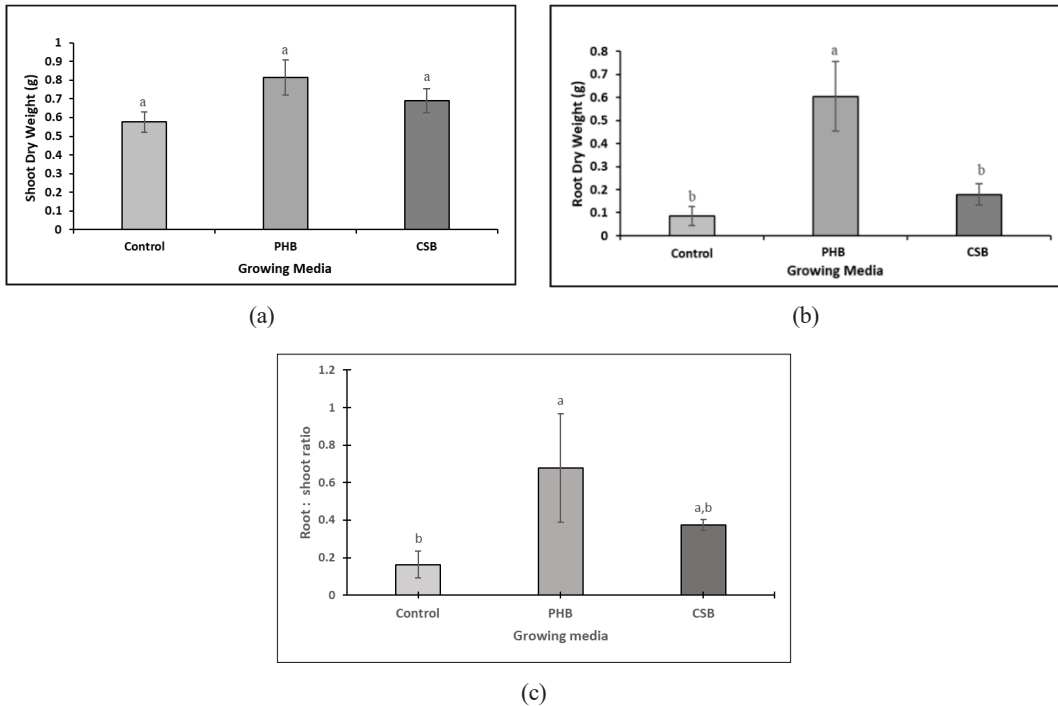 Shoot Dry Weight (g)
1
0.9
0.8
0.7
0.6
0.5
0.4
0.3
0.2
0.1
0
a
a
a
Control
PHB
CSB
Growing Media
(a)
Root Dry Weight (g)
0.8
0.7
0.6
0.5
0.4
0.3
0.2
0.1
0
b
a
b
Control
PHB
CSB
Growing Media
(b)
Root : shoot ratio
1.2
1
0.8
0.6
0.4
0.2
0
b
a
a,b
Control
PHB
CSB
Growing media
(c)